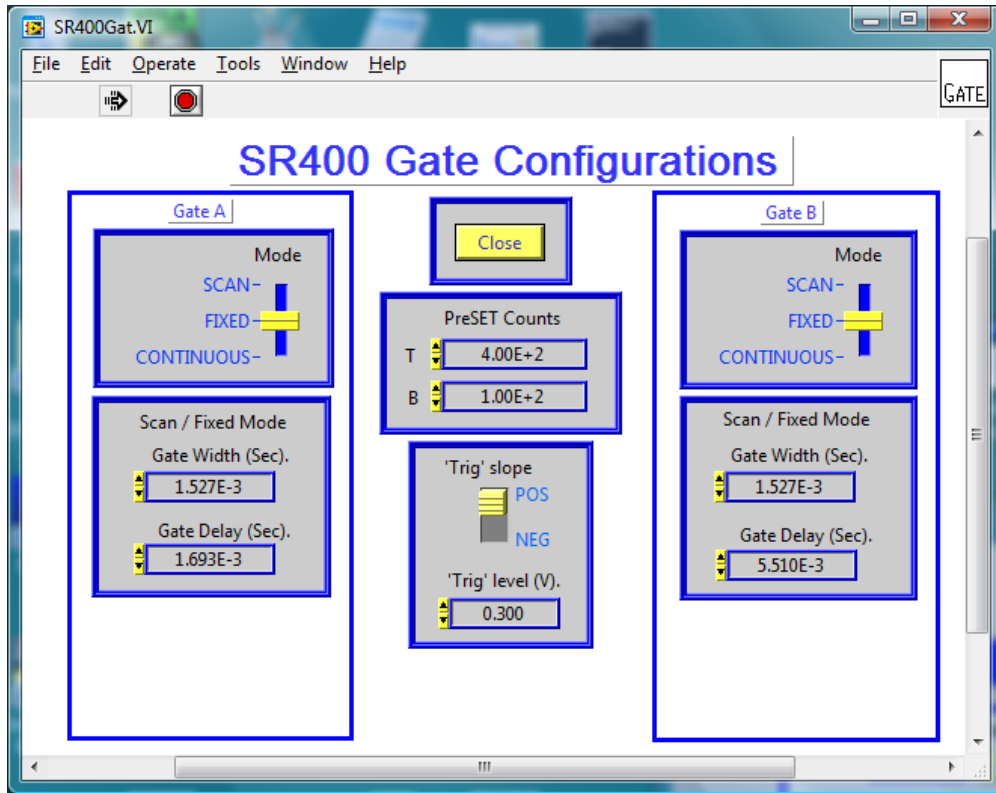 SR400Gat.VI
File Edit Operate Tools Window Help
GATE
SR400 Gate Configurations
Gate A
Mode
SCAN
FIXED
CONTINUOUS
Scan / Fixed Mode
Gate Width (Sec).
1.527E-3
Gate Delay (Sec).
1.693E-3
Close
PreSET Counts
T 4.00E+2
B 1.00E+2
'Trig' slope
POS
NEG
'Trig' level (V).
0.300
Gate B
Mode
SCAN
FIXED
CONTINUOUS
Scan / Fixed Mode
Gate Width (Sec).
1.527E-3
Gate Delay (Sec).
5.510E-3